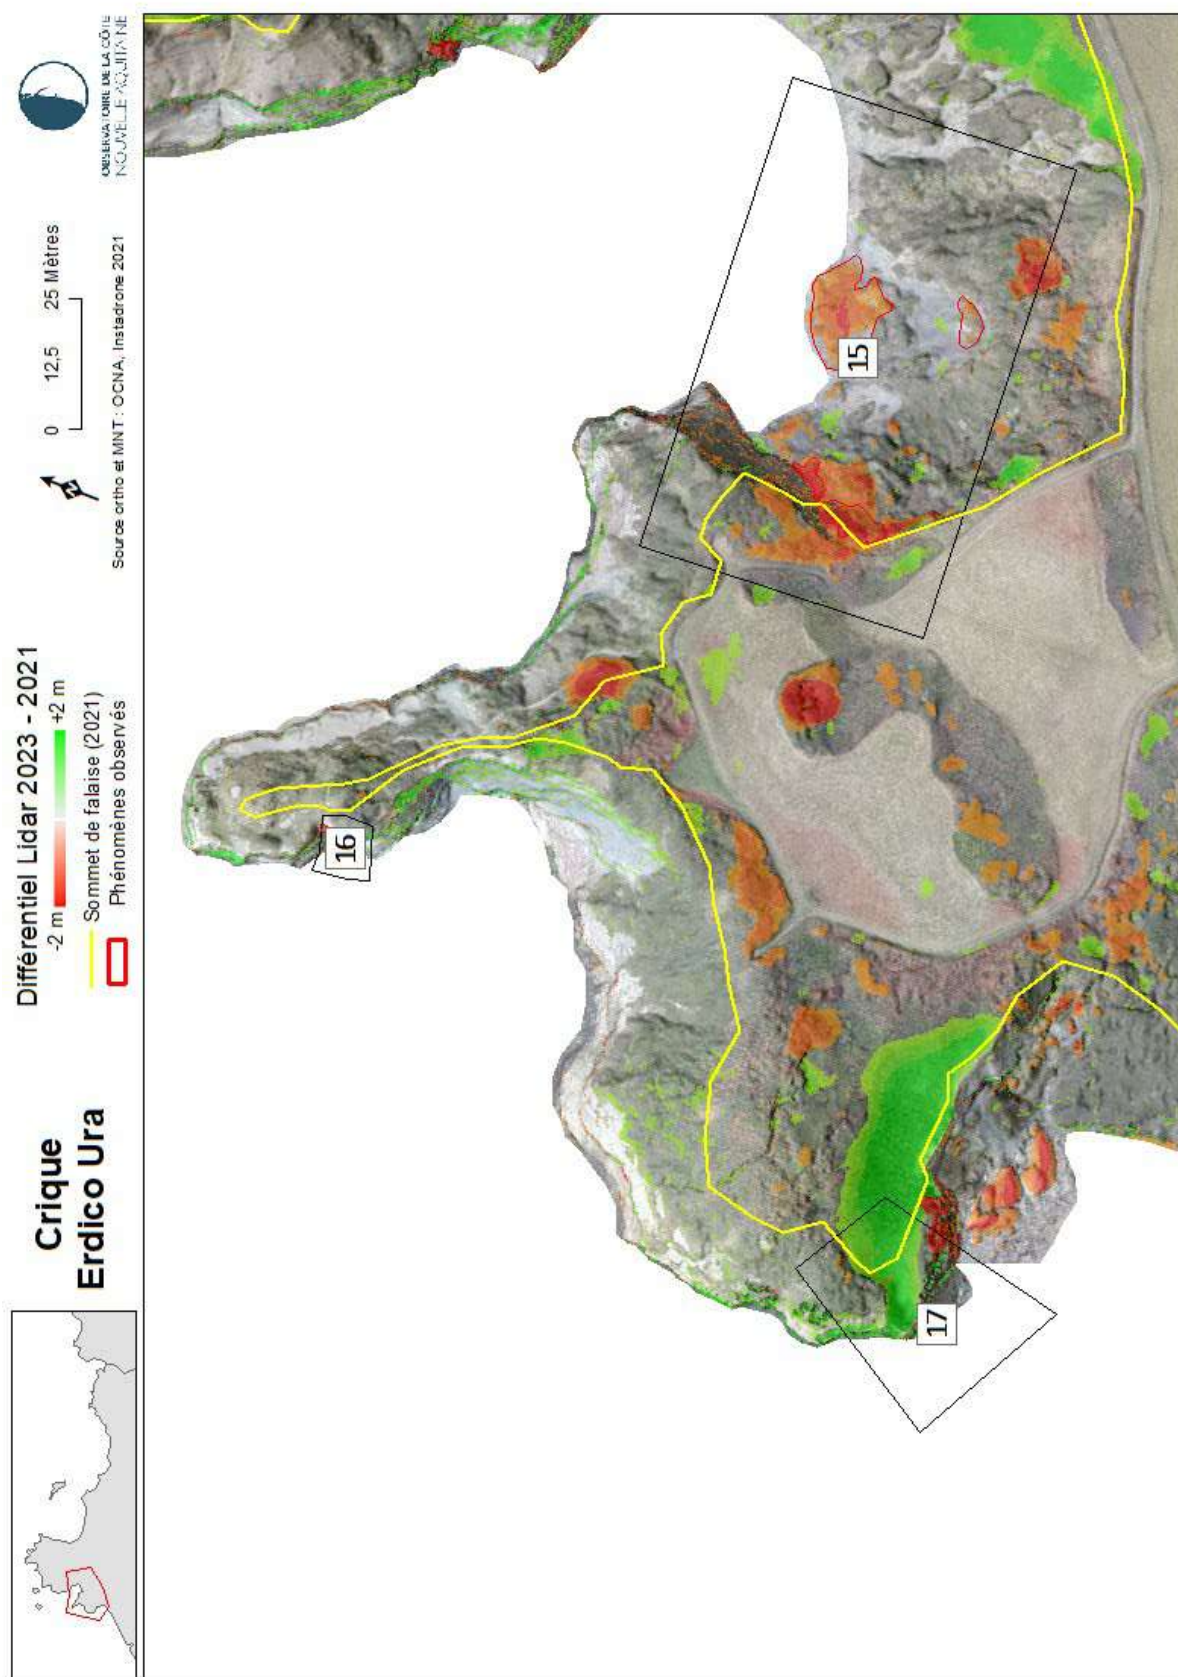 Crique
Erdico Ura
Différentiel Lidar 2023 - 2021
-2 m
+2 m
Sommet de falaise (2021)
Phénomènes observés
0 12,5 25 Mètres
N
Source ortho et MNT : OCNA, Instadrone 2021
OBSERVATOIRE DE LA CÔTE
NOUVELLE-AQUITAINE
15
16
17